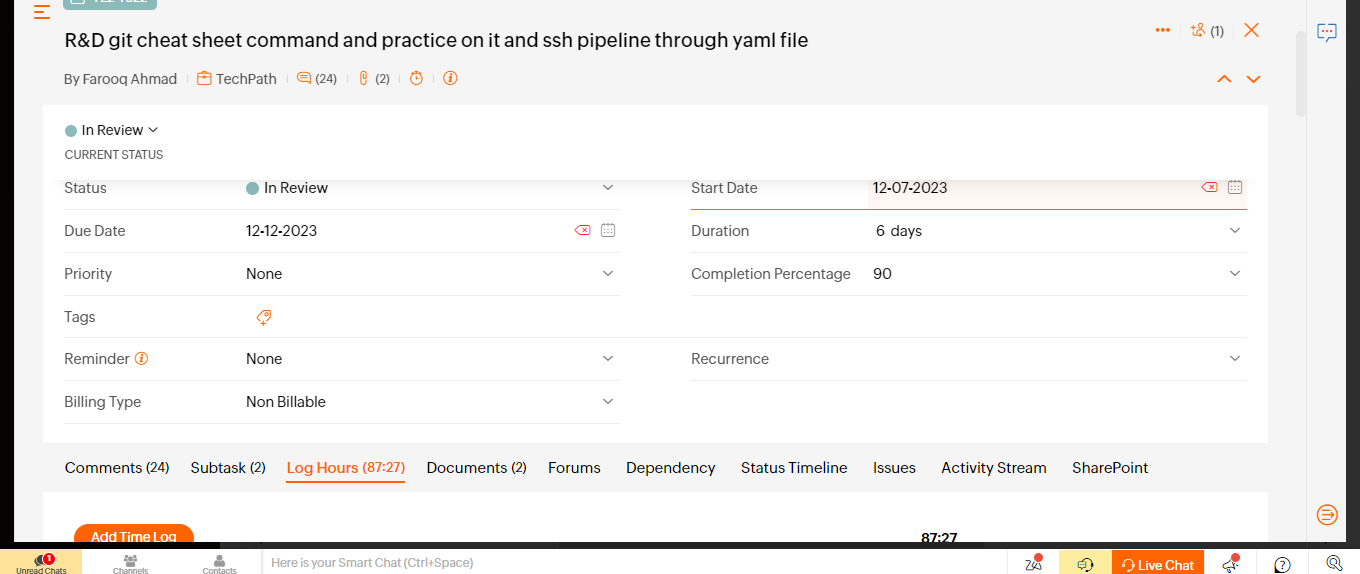 R&D git cheat sheet command and practice on it and ssh pipeline through yaml file
(1)
By Farooq Ahmad TechPath (24) (2)
In Review
CURRENT STATUS
Status In Review Start Date 12-07-2023
Due Date 12-12-2023 Duration 6 days
Priority None Completion Percentage 90
Tags
Reminder None Recurrence
Billing Type Non Billable
Comments (24) Subtask (2) Log Hours (87:27) Documents (2) Forums Dependency Status Timeline Issues Activity Stream SharePoint
Add Time Log 87:27
1
Unread Chats Channels Contacts Here is your Smart Chat (Ctrl+Space) Live Chat